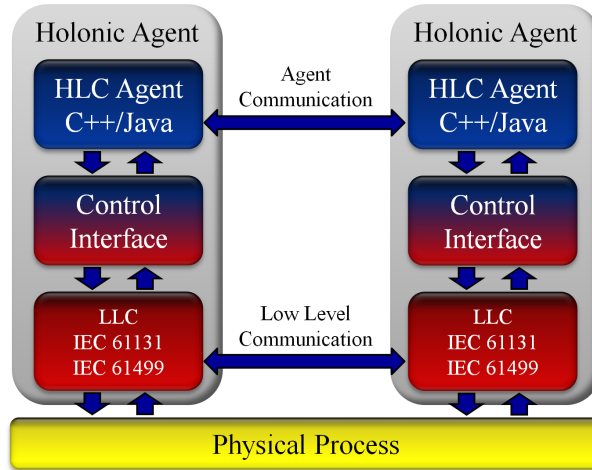 Holonic Agent
HLC Agent
C++/Java
Control
Interface
LLC
IEC 61131
IEC 61499
Agent
Communication
Low Level
Communication
Holonic Agent
HLC Agent
C++/Java
Control
Interface
LLC
IEC 61131
IEC 61499
Physical Process